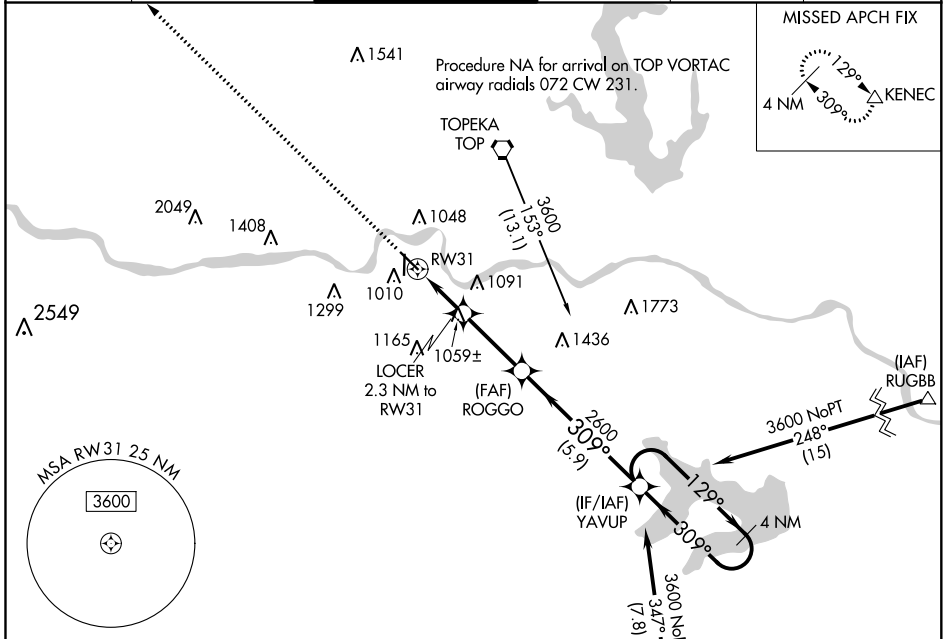 MISSED APCH FIX
129°
4 NM
309°
KENEC
1541
Procedure NA for arrival on TOP VORTAC
airway radials 072 CW 231.
TOPEKA
TOP
3600
153°
(13.1)
2049
1408
1048
RW31
1010
1091
1299
2549
1773
1436
1165
1059±
LOCER
2.3 NM to
RW31
(FAF)
ROGGO
(IAF)
RUGBB
3600 NoPT
248°
(15)
2600
309°
(5.9)
MSA RW31 25 NM
3600
(IF/IAF)
YAVUP
129°
4 NM
309°
3600
347°
(7.8)